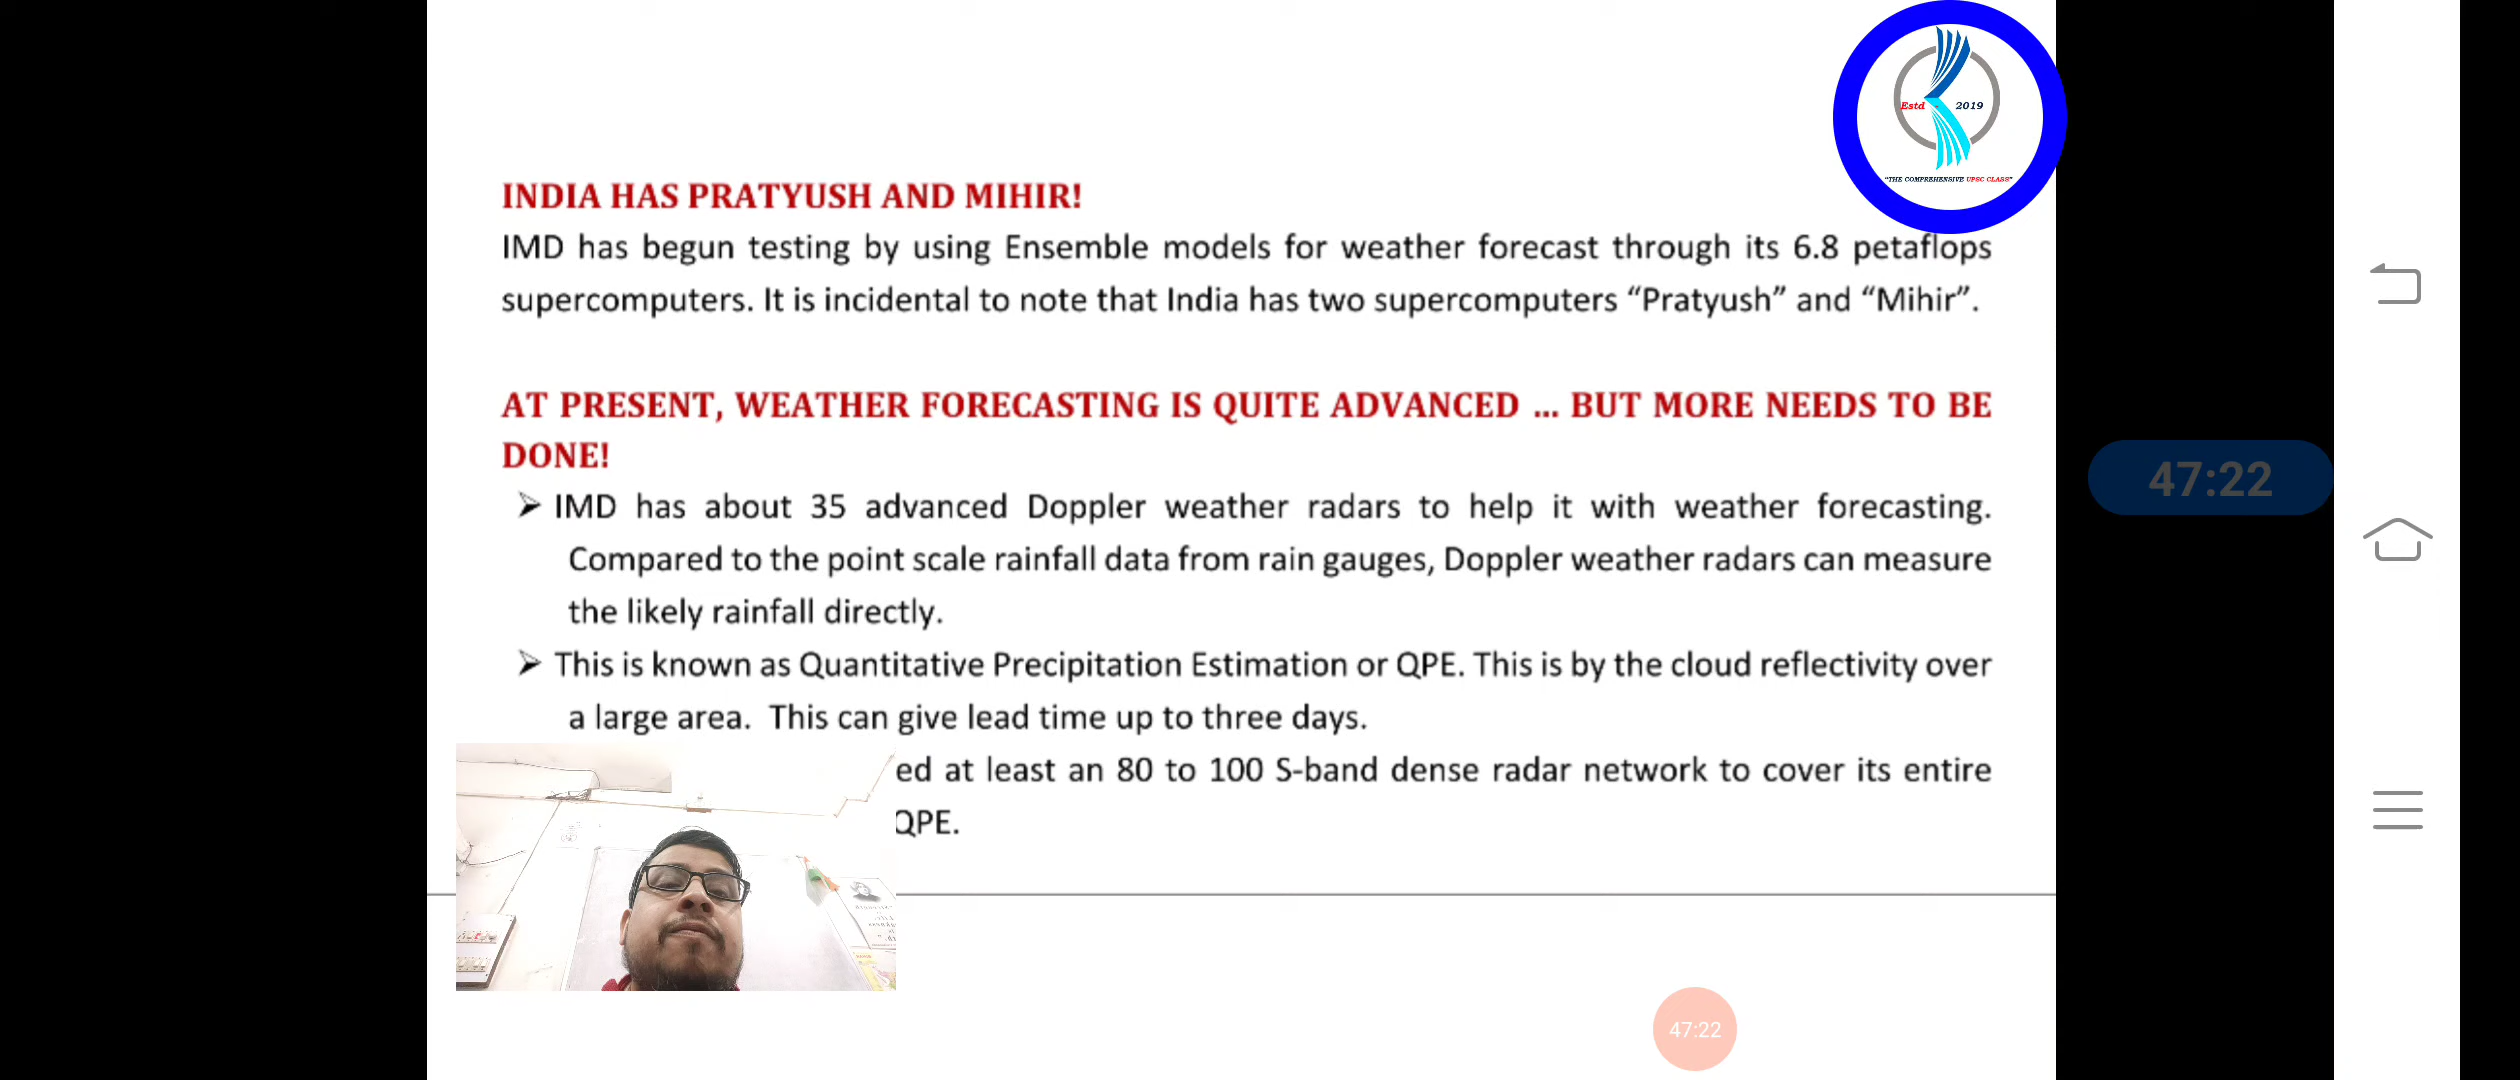 Estd - 2019
"THE COMPREHENSIVE UPSC CLASS"
INDIA HAS PRATYUSH AND MIHIR!
IMD has begun testing by using Ensemble models for weather forecast through its 6.8 petaflops
supercomputers. It is incidental to note that India has two supercomputers “Pratyush” and “Mihir”.
AT PRESENT, WEATHER FORECASTING IS QUITE ADVANCED ... BUT MORE NEEDS TO BE
DONE!
➢ IMD has about 35 advanced Doppler weather radars to help it with weather forecasting.
Compared to the point scale rainfall data from rain gauges, Doppler weather radars can measure
the likely rainfall directly.
➢ This is known as Quantitative Precipitation Estimation or QPE. This is by the cloud reflectivity over
a large area. This can give lead time up to three days.
ed at least an 80 to 100 S-band dense radar network to cover its entire
QPE.
47:22
47:22